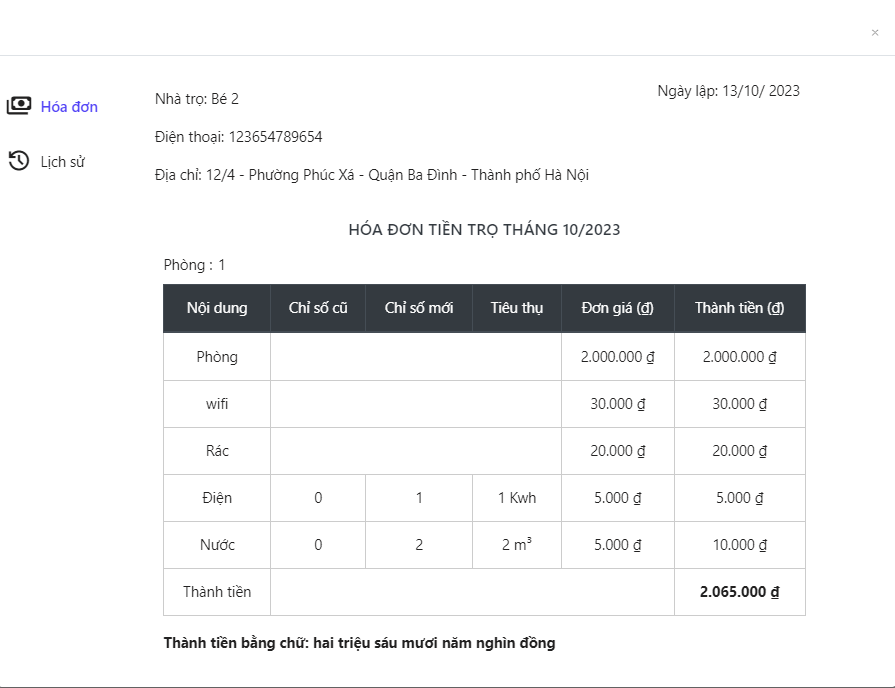 ×
Hóa đơn
Lịch sử
Nhà trọ: Bé 2
Ngày lập: 13/10/ 2023
Điện thoại: 123654789654
Địa chỉ: 12/4 - Phường Phúc Xá - Quận Ba Đình - Thành phố Hà Nội
HÓA ĐƠN TIỀN TRỌ THÁNG 10/2023
Phòng : 1
Nội dung Chỉ số cũ Chỉ số mới Tiêu thụ Đơn giá (₫) Thành tiền (₫)
Phòng 2.000.000 ₫ 2.000.000 ₫
wifi 30.000 ₫ 30.000 ₫
Rác 20.000 ₫ 20.000 ₫
Điện 0 1 1 Kwh 5.000 ₫ 5.000 ₫
Nước 0 2 2 m³ 5.000 ₫ 10.000 ₫
Thành tiền 2.065.000 ₫
Thành tiền bằng chữ: hai triệu sáu mươi năm nghìn đồng